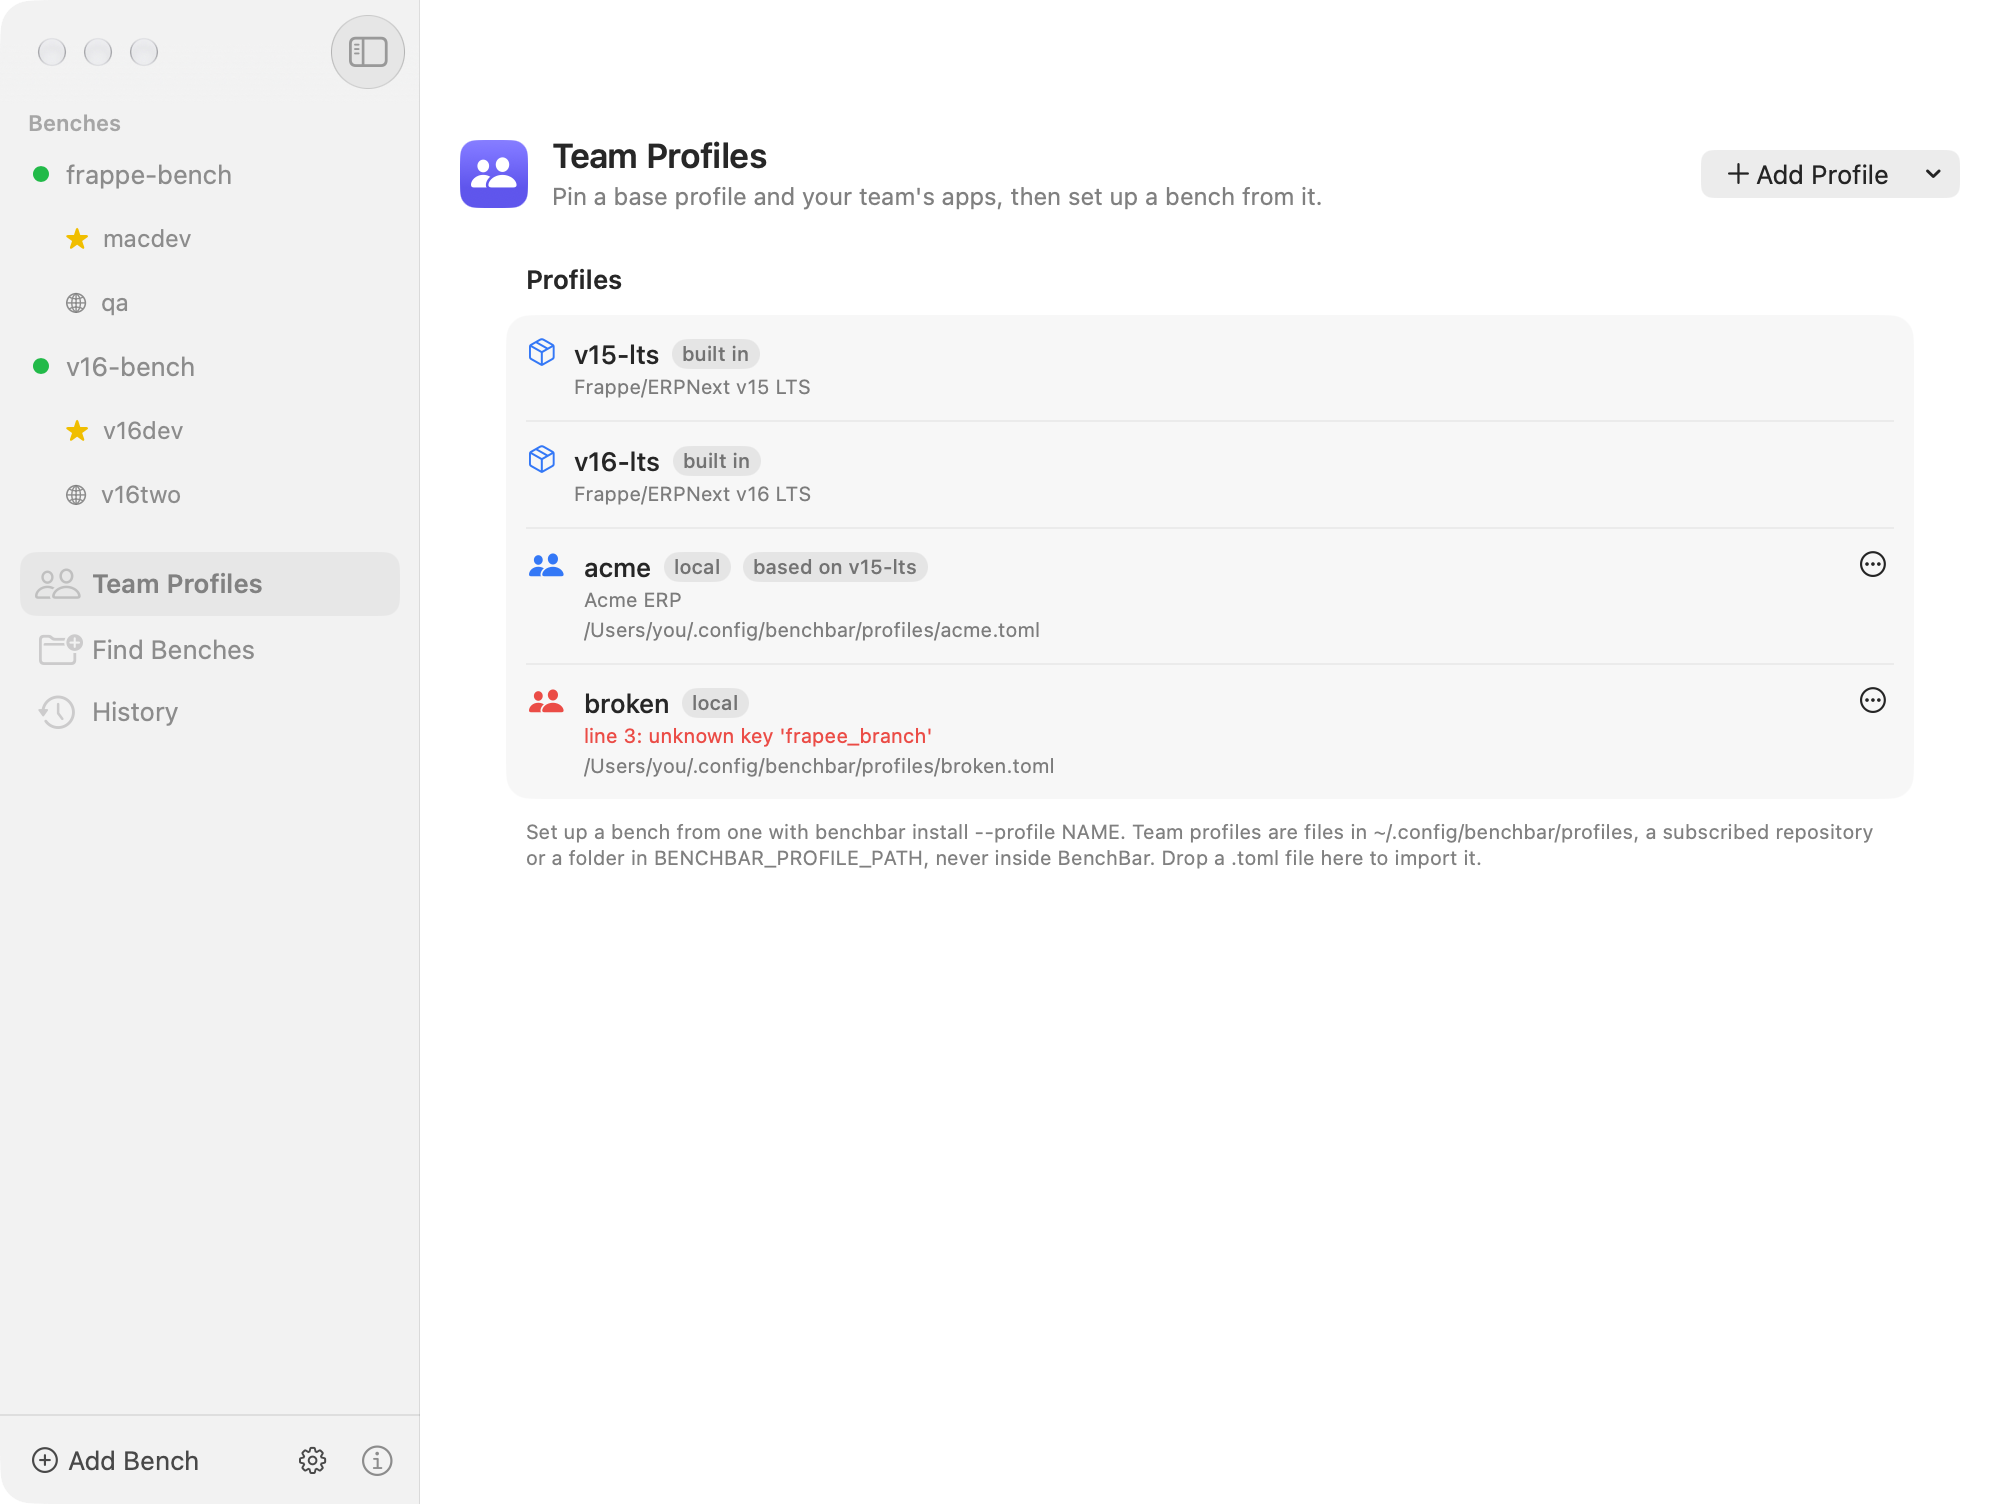 Benches
frappe-bench
macdev
qa
v16-bench
v16dev
v16two
Team Profiles
Find Benches
History
Add Bench
Team Profiles
Pin a base profile and your team's apps, then set up a bench from it.
Add Profile
Profiles
v15-lts built in
Frappe/ERPNext v15 LTS
v16-lts built in
Frappe/ERPNext v16 LTS
acme local based on v15-lts
Acme ERP
/Users/you/.config/benchbar/profiles/acme.toml
broken local
line 3: unknown key 'frapee_branch'
/Users/you/.config/benchbar/profiles/broken.toml
Set up a bench from one with benchbar install --profile NAME. Team profiles are files in ~/.config/benchbar/profiles, a subscribed repository
or a folder in BENCHBAR_PROFILE_PATH, never inside BenchBar. Drop a .toml file here to import it.